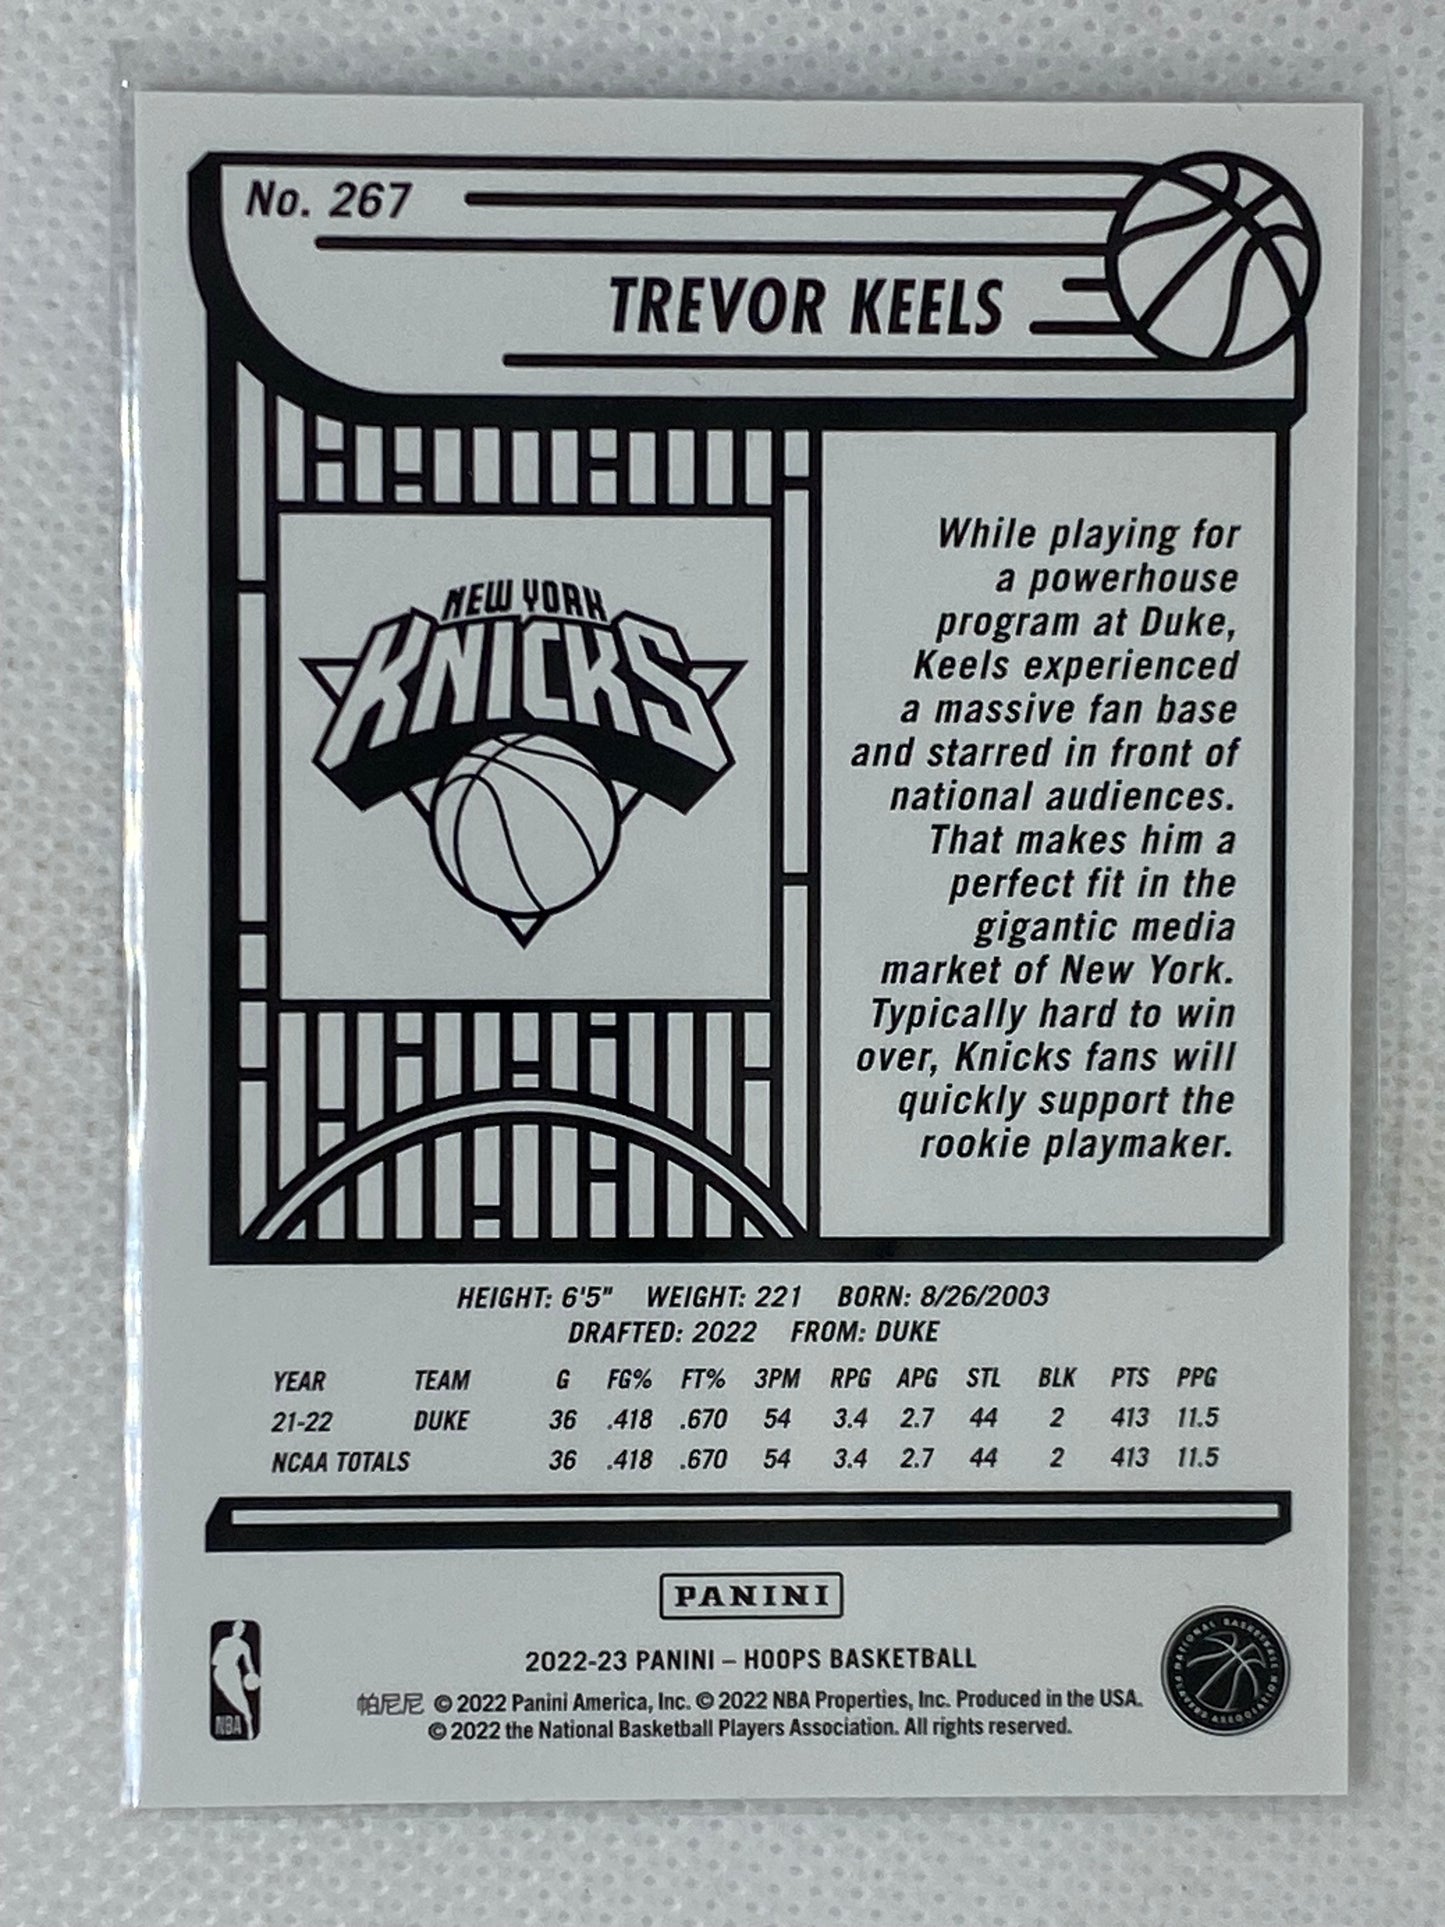 No. 267
TREVOR KEELS
NEW YORK
KNICKS
While playing for
a powerhouse
program at Duke,
Keels experienced
a massive fan base
and starred in front of
national audiences.
That makes him a
perfect fit in the
gigantic media
market of New York.
Typically hard to win
over, Knicks fans will
quickly support the
rookie playmaker.
HEIGHT: 6'5" WEIGHT: 221 BORN: 8/26/2003
DRAFTED: 2022 FROM: DUKE
YEAR TEAM G FG% FT% 3PM RPG APG STL BLK PTS PPG
21-22 DUKE 36 .418 .670 54 3.4 2.7 44 2 413 11.5
NCAA TOTALS 36 .418 .670 54 3.4 2.7 44 2 413 11.5
PANINI
2022-23 PANINI – HOOPS BASKETBALL
帕尼尼 © 2022 Panini America, Inc. © 2022 NBA Properties, Inc. Produced in the USA.
© 2022 the National Basketball Players Association. All rights reserved.
NBA
NATIONAL BASKETBALL PLAYERS ASSOCIATION